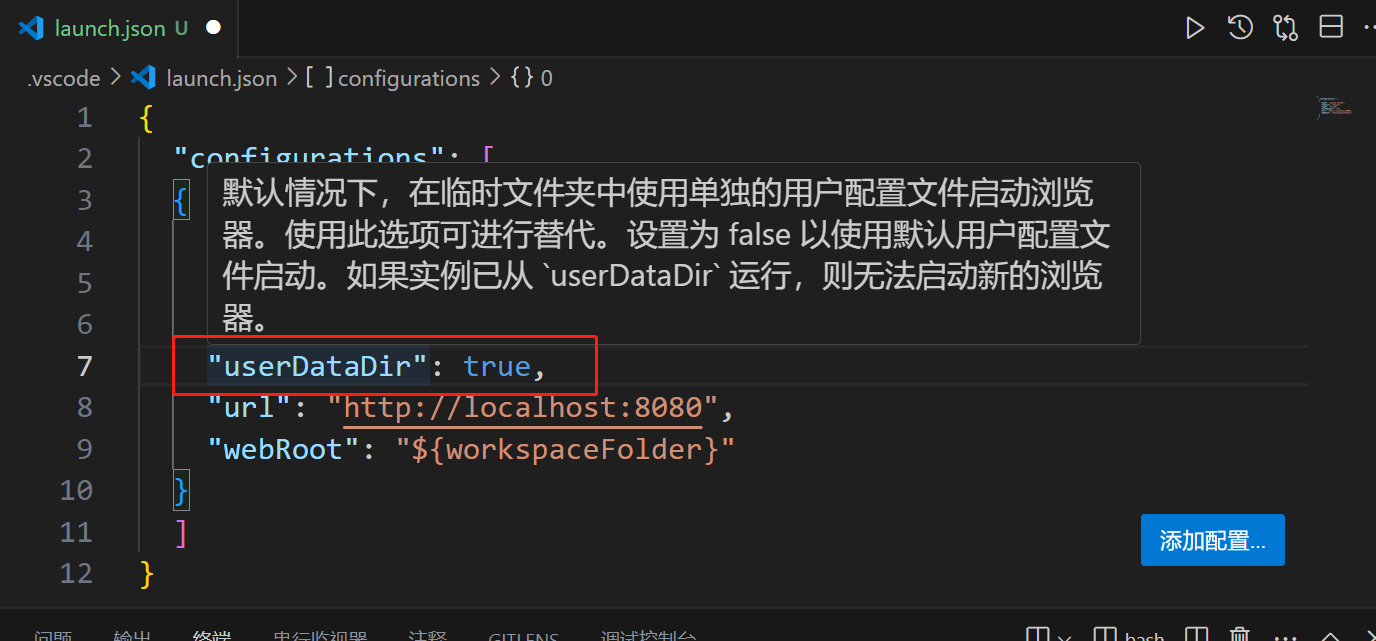 launch.json U
.vscode > launch.json > [ ] configurations > {} 0
1 {
2 "configurations": [
3 {
默认情况下，在临时文件夹中使用单独的用户配置文件启动浏览
器。使用此选项可进行替代。设置为 false 以使用默认用户配置文
件启动。如果实例已从 `userDataDir` 运行，则无法启动新的浏览
器。
4
5
6
7 "userDataDir": true,
8 "url": "http://localhost:8080",
9 "webRoot": "${workspaceFolder}"
10 }
11 ]
12 }
添加配置...
问题 输出 终端 串行监视器 注释 GITLENS 调试控制台 bash